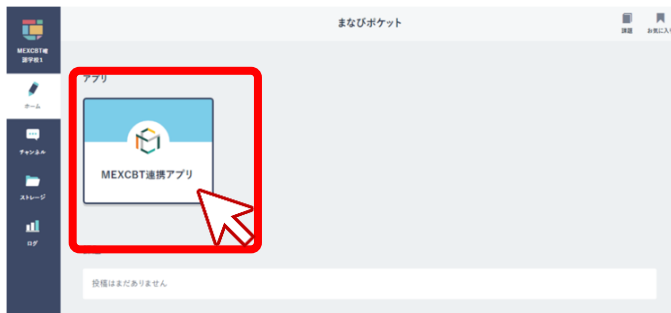 まなびポケット
課題
お気に入り
MEXCBT確
認学校1
ホーム
チャンネル
ストレージ
ログ
アプリ
MEXCBT連携アプリ
投稿はまだありません